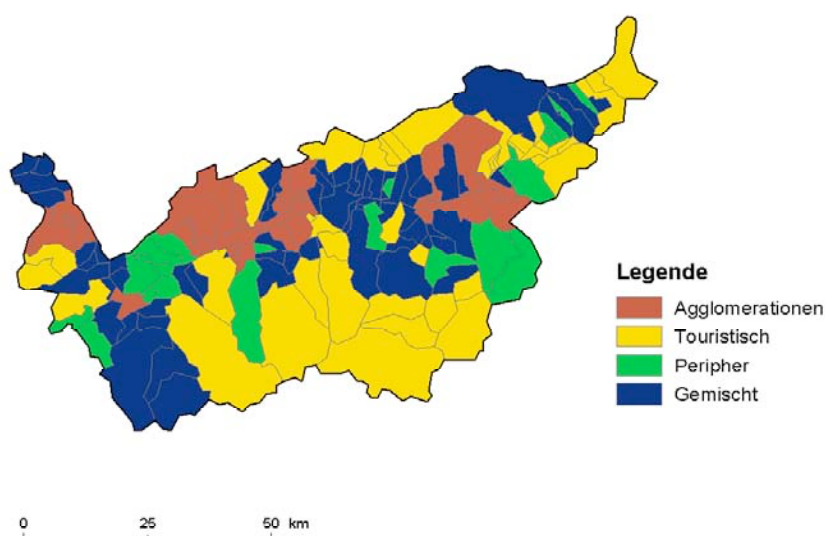 Legende
Agglomerationen
Touristisch
Peripher
Gemischt
0 25 50 km